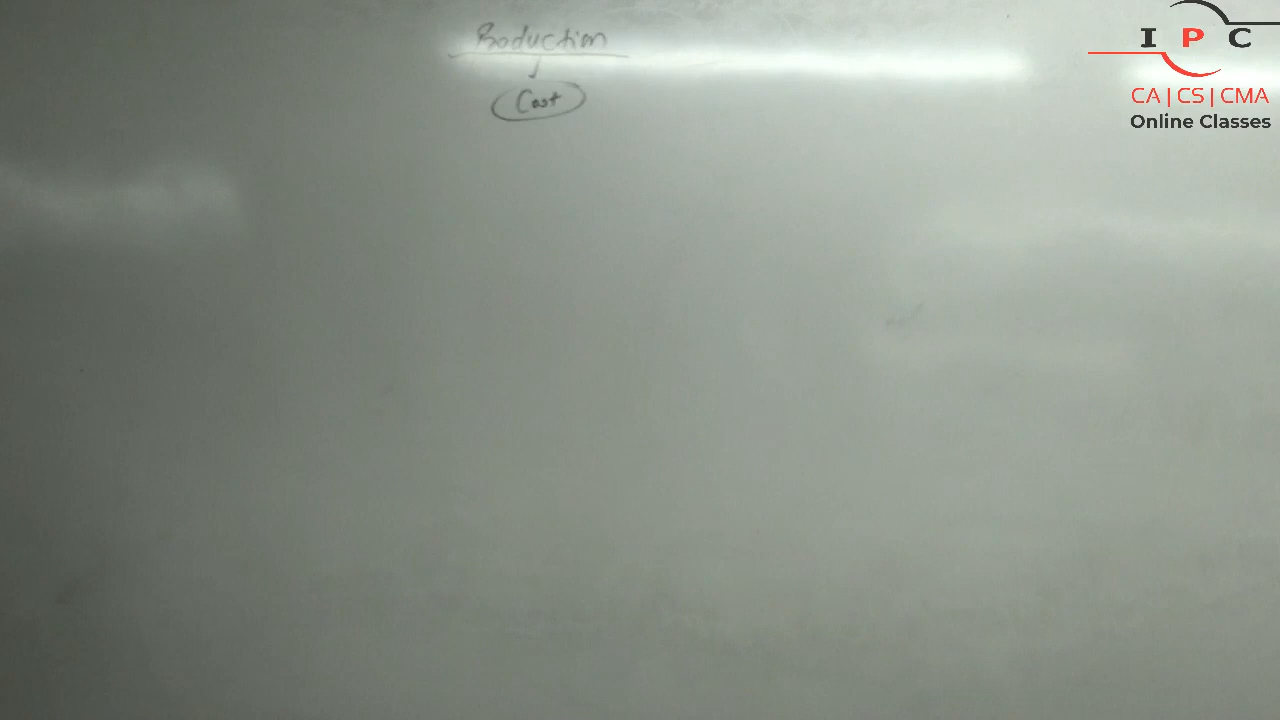 Production
Cost
I P C
CA | CS | CMA
Online Classes